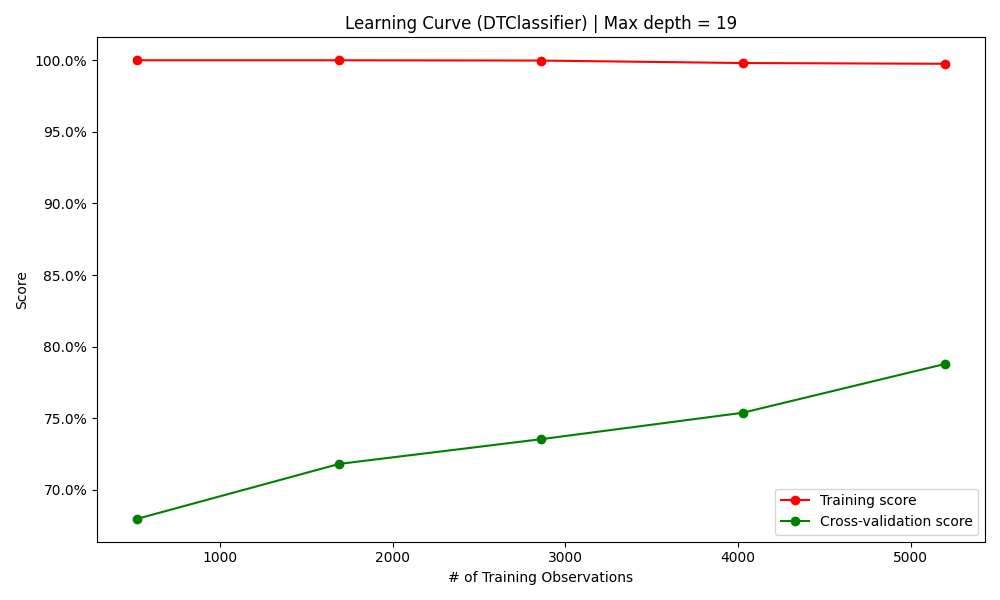 Learning Curve (DTClassifier) | Max depth = 19
Score
100.0%
95.0%
90.0%
85.0%
80.0%
75.0%
70.0%
Training score
Cross-validation score
1000
2000
3000
4000
5000
# of Training Observations